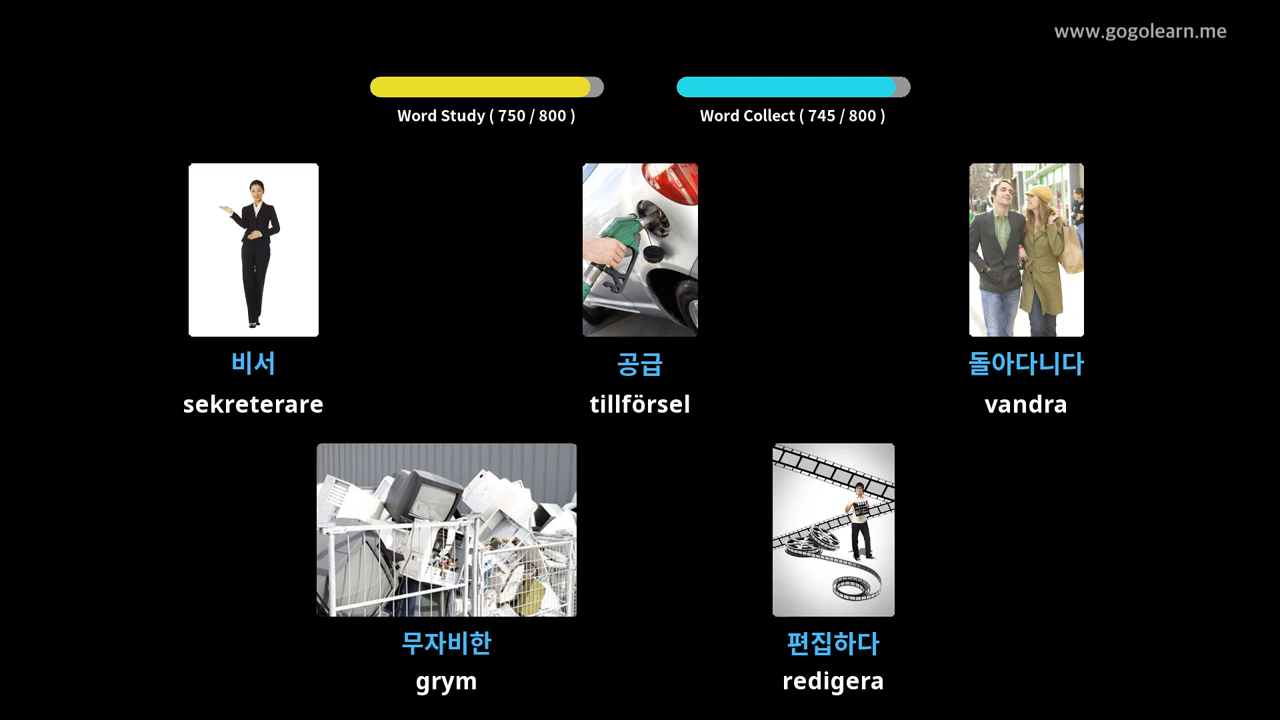 www.gogolearn.me
Word Study ( 750 / 800 )
Word Collect ( 745 / 800 )
비서
sekreterare
공급
tillförsel
돌아다니다
vandra
무자비한
grym
편집하다
redigera